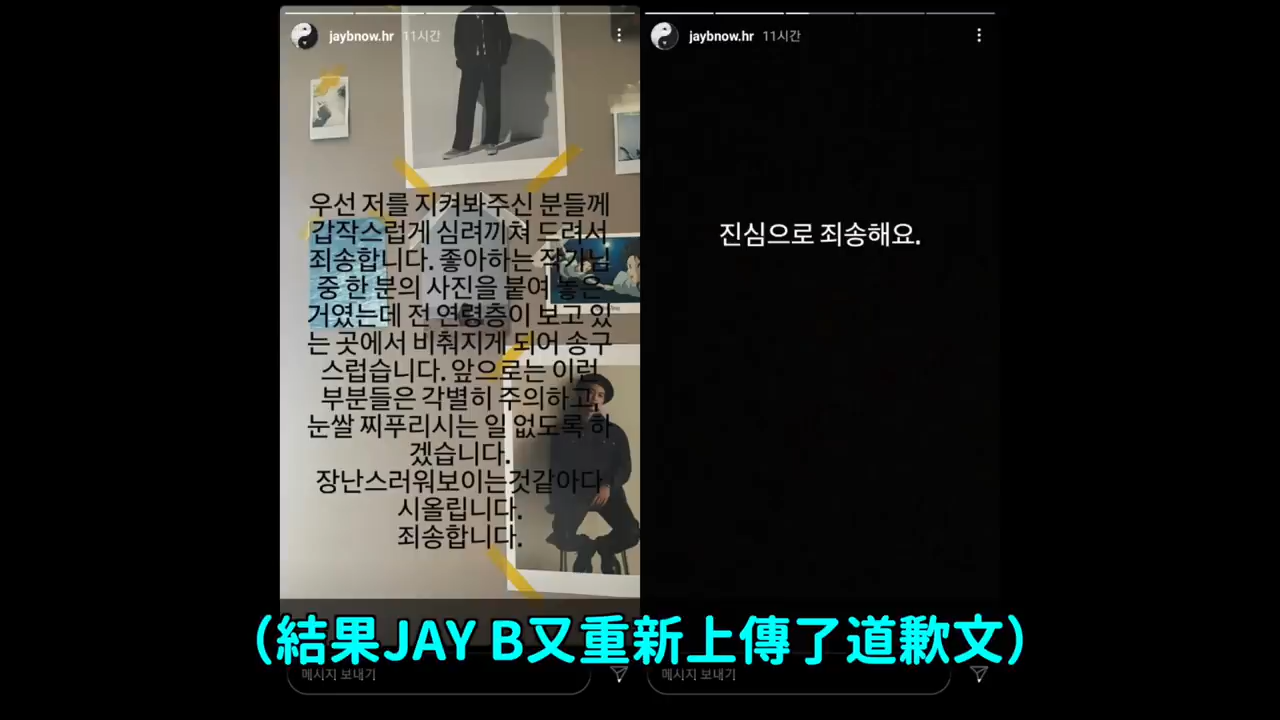 jaybnow.hr 11시간
우선 저를 지켜봐주신 분들께
갑작스럽게 심려끼쳐 드려서
죄송합니다. 좋아하는 작가님
중 한 분의 사진을 붙여 놓은
거였는데 전 연령층이 보고 있
는 곳에서 비춰지게 되어 송구
스럽습니다. 앞으로는 이런
부분들은 각별히 주의하고
눈쌀 찌푸리시는 일 없도록 하
겠습니다.
장난스러워보이는것같아다
시올립니다.
죄송합니다.
메시지 보내기
jaybnow.hr 11시간
진심으로 죄송해요.
메시지 보내기
（結果JAY B又重新上傳了道歉文）